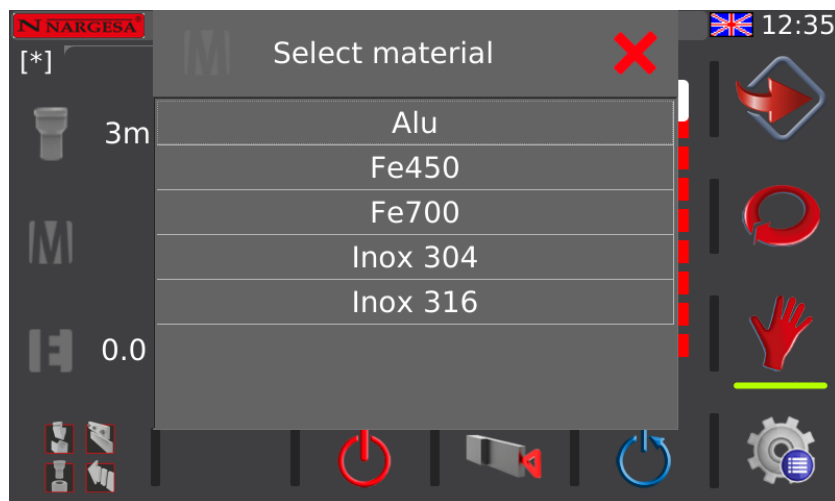 N NARGESA®
12:35
[*]
M
Select material
3m
Alu
Fe450
Fe700
Inox 304
Inox 316
M
0.0